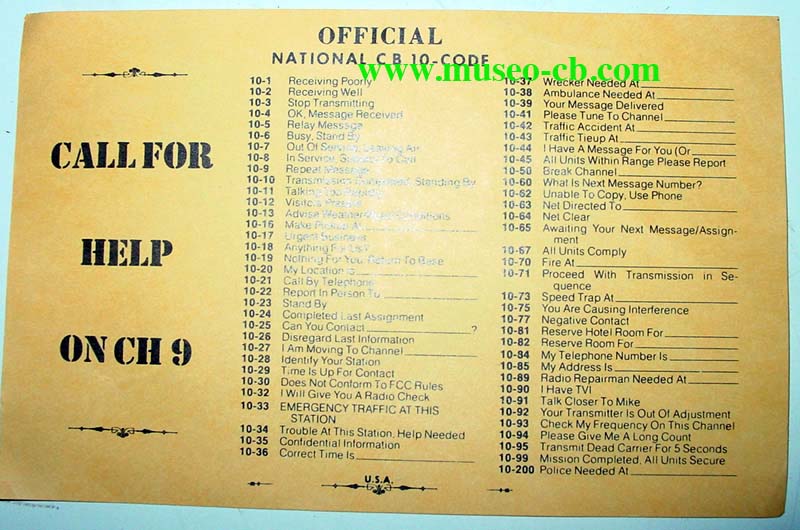 OFFICIAL
NATIONAL C B 10-CODE
www.museo-cb.com
CALL FOR
HELP
ON CH 9
10-1 Receiving Poorly
10-2 Receiving Well
10-3 Stop Transmitting
10-4 OK, Message Received
10-5 Relay Message
10-6 Busy, Stand By
10-7 Out Of Service, Leaving Air
10-8 In Service, Subject To Call
10-9 Repeat Message
10-10 Transmission Completed, Standing By
10-11 Talking Too Rapidly
10-12 Visitors Present
10-13 Advise Weather/Road Conditions
10-16 Make Pickup At
10-17 Urgent Business
10-18 Anything For Us?
10-19 Nothing For You, Return To Base
10-20 My Location Is
10-21 Call By Telephone
10-22 Report In Person To
10-23 Stand By
10-24 Completed Last Assignment
10-25 Can You Contact ?
10-26 Disregard Last Information
10-27 I Am Moving To Channel
10-28 Identify Your Station
10-29 Time Is Up For Contact
10-30 Does Not Conform To FCC Rules
10-32 I Will Give You A Radio Check
10-33 EMERGENCY TRAFFIC AT THIS
STATION
10-34 Trouble At This Station, Help Needed
10-35 Confidential Information
10-36 Correct Time Is
10-37 Wrecker Needed At
10-38 Ambulance Needed At
10-39 Your Message Delivered
10-41 Please Tune To Channel
10-42 Traffic Accident At
10-43 Traffic Tieup At
10-44 I Have A Message For You (Or
10-45 All Units Within Range Please Report
10-50 Break Channel
10-60 What Is Next Message Number?
10-62 Unable To Copy, Use Phone
10-63 Net Directed To
10-64 Net Clear
10-65 Awaiting Your Next Message/Assign-
ment
10-67 All Units Comply
10-70 Fire At
10-71 Proceed With Transmission in Se-
quence
10-73 Speed Trap At
10-75 You Are Causing Interference
10-77 Negative Contact
10-81 Reserve Hotel Room For
10-82 Reserve Room For
10-84 My Telephone Number Is
10-85 My Address Is
10-89 Radio Repairman Needed At
10-90 I Have TVI
10-91 Talk Closer To Mike
10-92 Your Transmitter Is Out Of Adjustment
10-93 Check My Frequency On This Channel
10-94 Please Give Me A Long Count
10-95 Transmit Dead Carrier For 5 Seconds
10-99 Mission Completed, All Units Secure
10-200 Police Needed At
U.S.A.